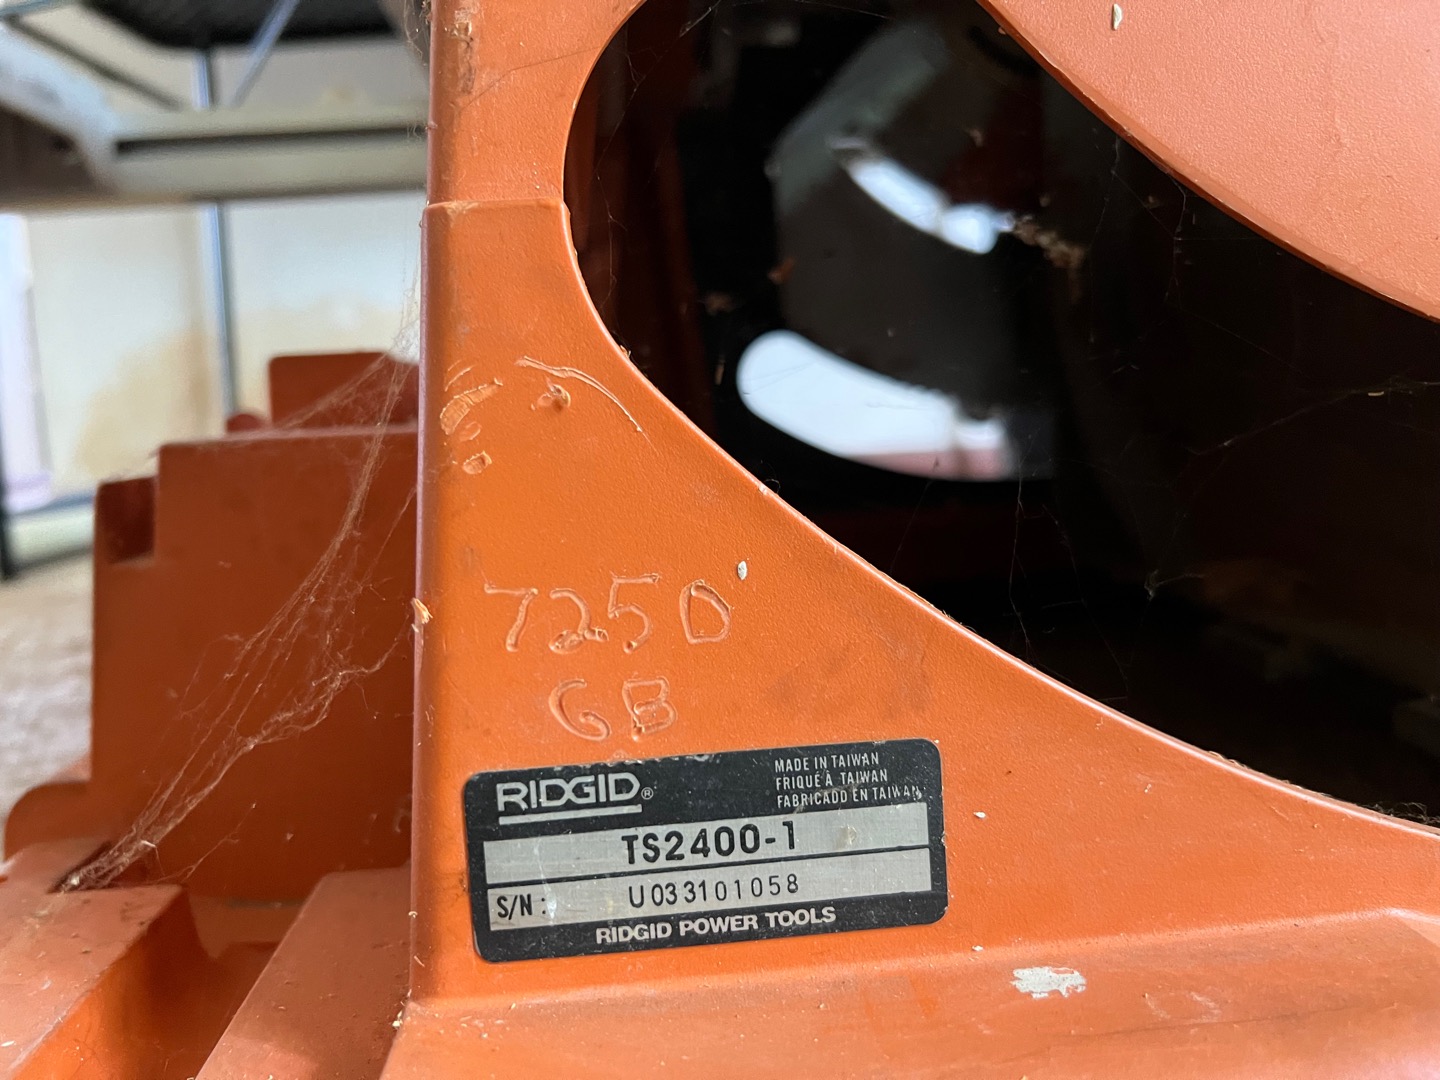 7250
GB
RIDGID®
MADE IN TAIWAN
FRIQUÉ À TAIWAN
FABRICADO EN TAIWAN
TS2400-1
S/N: U033101058
RIDGID POWER TOOLS